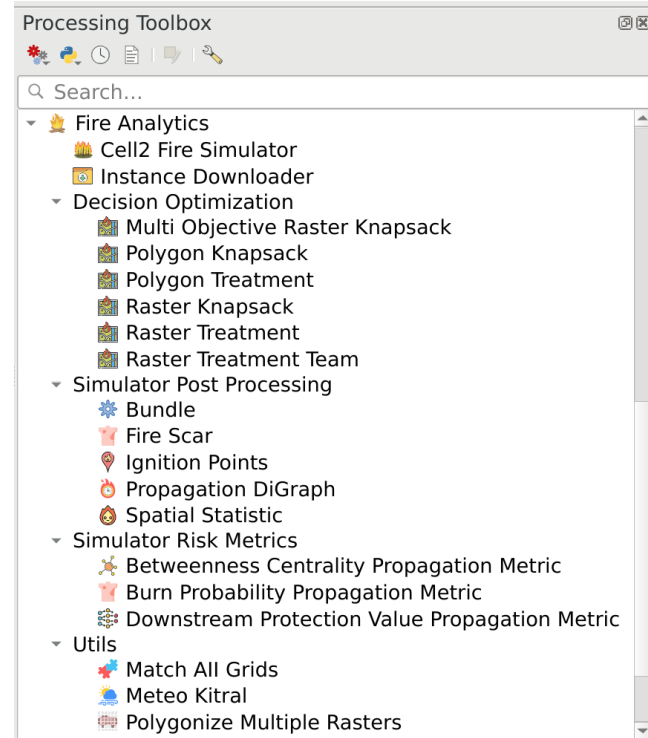 Processing Toolbox
Search...
Fire Analytics
Cell2 Fire Simulator
Instance Downloader
Decision Optimization
Multi Objective Raster Knapsack
Polygon Knapsack
Polygon Treatment
Raster Knapsack
Raster Treatment
Raster Treatment Team
Simulator Post Processing
Bundle
Fire Scar
Ignition Points
Propagation DiGraph
Spatial Statistic
Simulator Risk Metrics
Betweenness Centrality Propagation Metric
Burn Probability Propagation Metric
Downstream Protection Value Propagation Metric
Utils
Match All Grids
Meteo Kitral
Polygonize Multiple Rasters